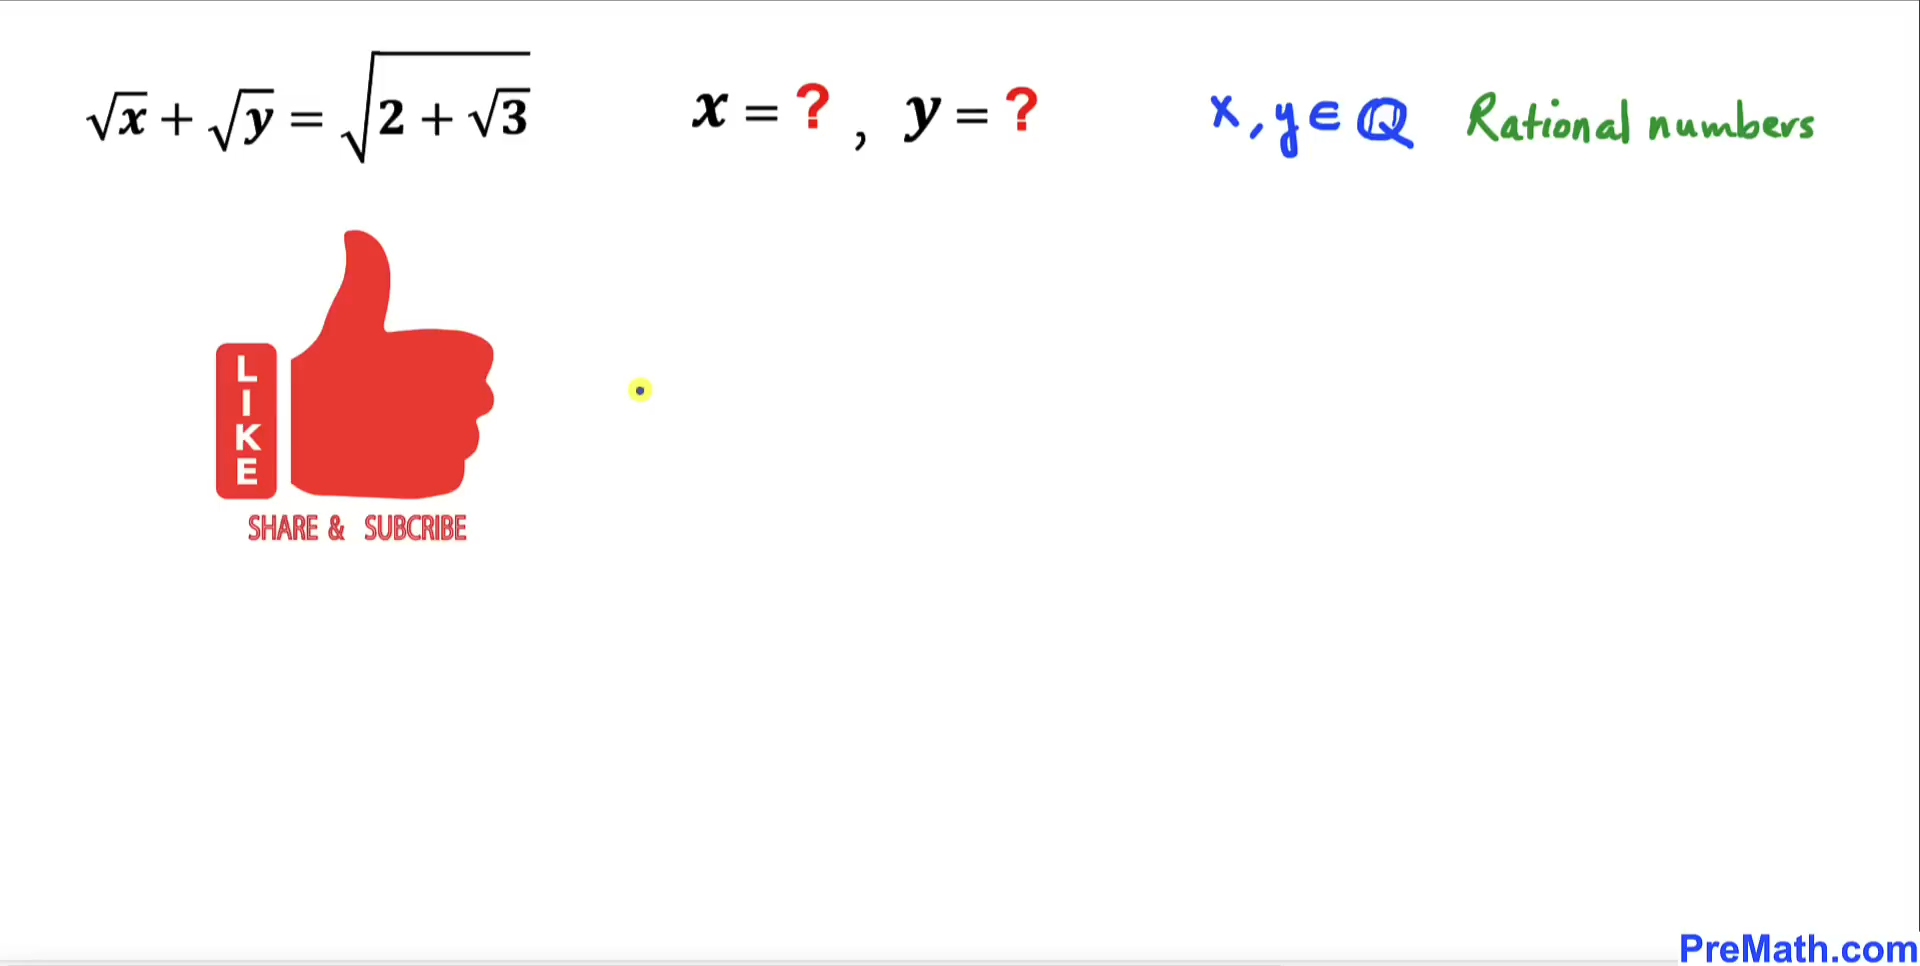 √x + √y = √(2 + √3) x = ? , y = ? x, y ∈ ℚ Rational numbers
LIKE
SHARE & SUBCRIBE
PreMath.com